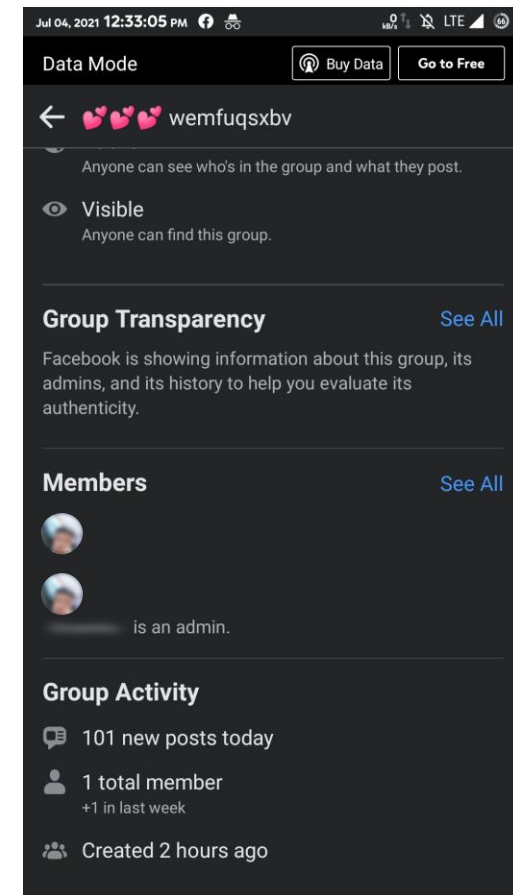 Jul 04, 2021 12:33:05 PM LTE 66
Data Mode Buy Data Go to Free
💕💕💕 wemfuqsxbv
Anyone can see who's in the group and what they post.
Visible
Anyone can find this group.
Group Transparency See All
Facebook is showing information about this group, its
admins, and its history to help you evaluate its
authenticity.
Members See All
is an admin.
Group Activity
101 new posts today
1 total member
+1 in last week
Created 2 hours ago